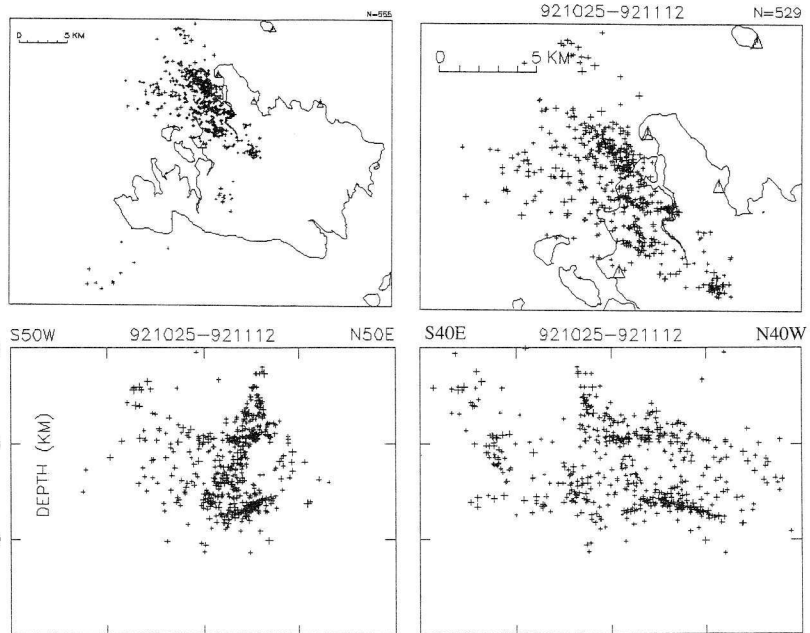 N=555
0 5 KM
921025-921112
N=529
0 5 KM
S50W 921025-921112 N50E
DEPTH (KM)
S40E 921025-921112 N40W